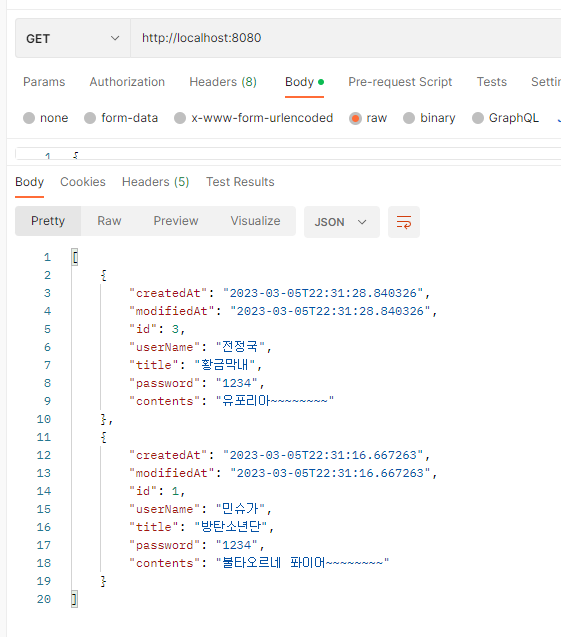 GET http://localhost:8080
Params Authorization Headers (8) Body Pre-request Script Tests
none form-data x-www-form-urlencoded raw binary GraphQL
1 {
Body Cookies Headers (5) Test Results
Pretty Raw Preview Visualize JSON
1 [
2 {
3 "createdAt": "2023-03-05T22:31:28.840326",
4 "modifiedAt": "2023-03-05T22:31:28.840326",
5 "id": 3,
6 "userName": "전정국",
7 "title": "황금막내",
8 "password": "1234",
9 "contents": "유포리아~~~~~~~~"
10 },
11 {
12 "createdAt": "2023-03-05T22:31:16.667263",
13 "modifiedAt": "2023-03-05T22:31:16.667263",
14 "id": 1,
15 "userName": "민슈가",
16 "title": "방탄소년단",
17 "password": "1234",
18 "contents": "불타오르네 퐈이어~~~~~~~~"
19 }
20 ]